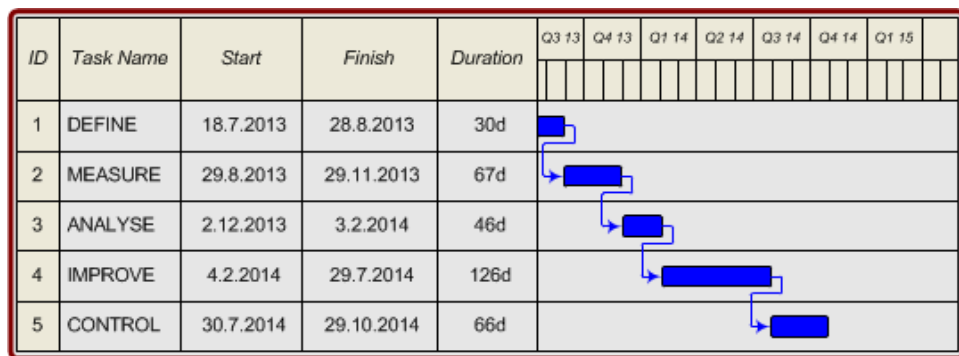 ID Task Name Start Finish Duration Q3 13 Q4 13 Q1 14 Q2 14 Q3 14 Q4 14 Q1 15
1 DEFINE 18.7.2013 28.8.2013 30d
2 MEASURE 29.8.2013 29.11.2013 67d
3 ANALYSE 2.12.2013 3.2.2014 46d
4 IMPROVE 4.2.2014 29.7.2014 126d
5 CONTROL 30.7.2014 29.10.2014 66d